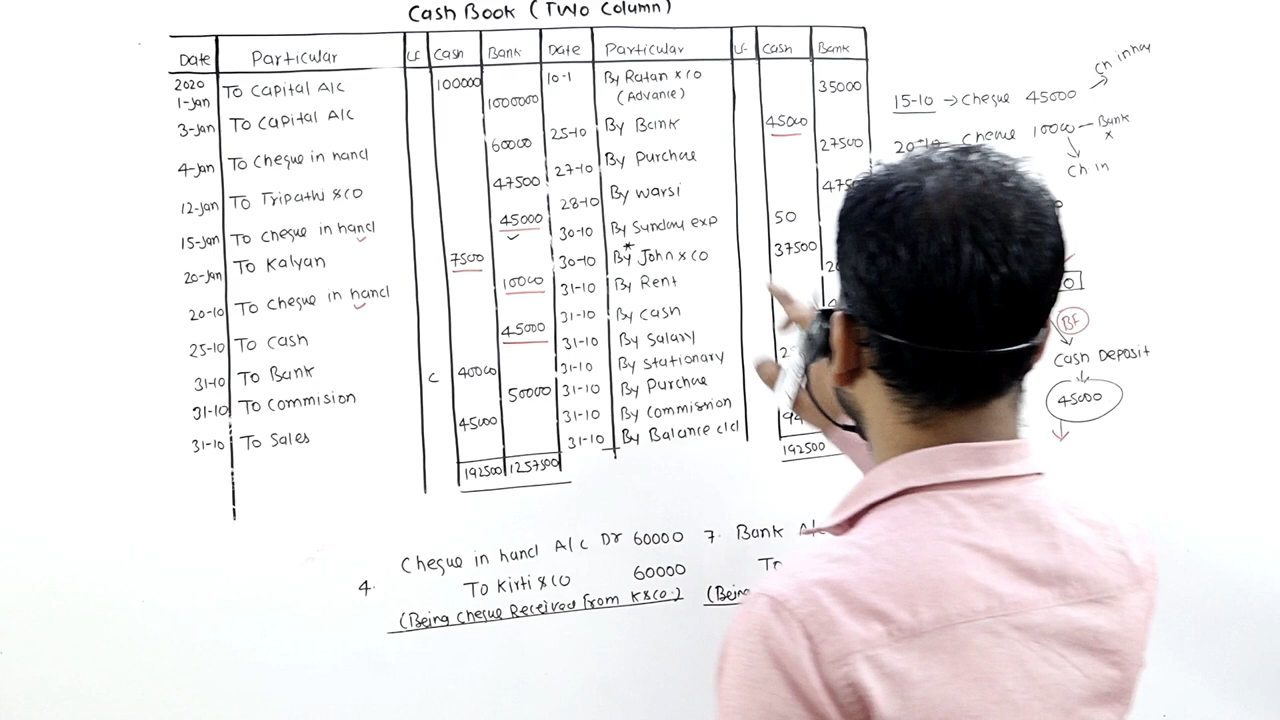 Cash Book (Two Column)
Date Particular LF Cash Bank Date Particular LF Cash Bank
2020
1-Jan To Capital A/c 100000 10-1 By Ratan & Co 35000
(Advance)
3-Jan To Capital A/c 1000000 25-10 By Bank 45000
4-Jan To Cheque in hand 60000 27-10 By Purchae 27500
12-Jan To Tripathi & Co 47500 28-10 By Warsi
15-Jan To Cheque in hand 45000 30-10 By Sunday exp 50
20-Jan To Kalyan 7500 30-10 By* John & Co 37500
20-10 To Cheque in hand 10000 31-10 By Rent
25-10 To Cash 45000 31-10 By Cash
31-10 To Bank C 40000 31-10 By Salary
31-10 To Commision 50000 31-10 By Stationary
31-10 To Sales 45000 31-10 By Purchae
31-10 By Commission
31-10 By Balance c/d
192500 1257500 192500
15-10 → Cheque 45000
20-10 Cheque 10000 — Bank x
Ch in
BF
Cash Deposit
45000
4. Cheque in hand A/C Dr 60000
To Kirti & Co 60000
(Being Cheque Received from K & Co.)
7. Bank A/c
To
(Being